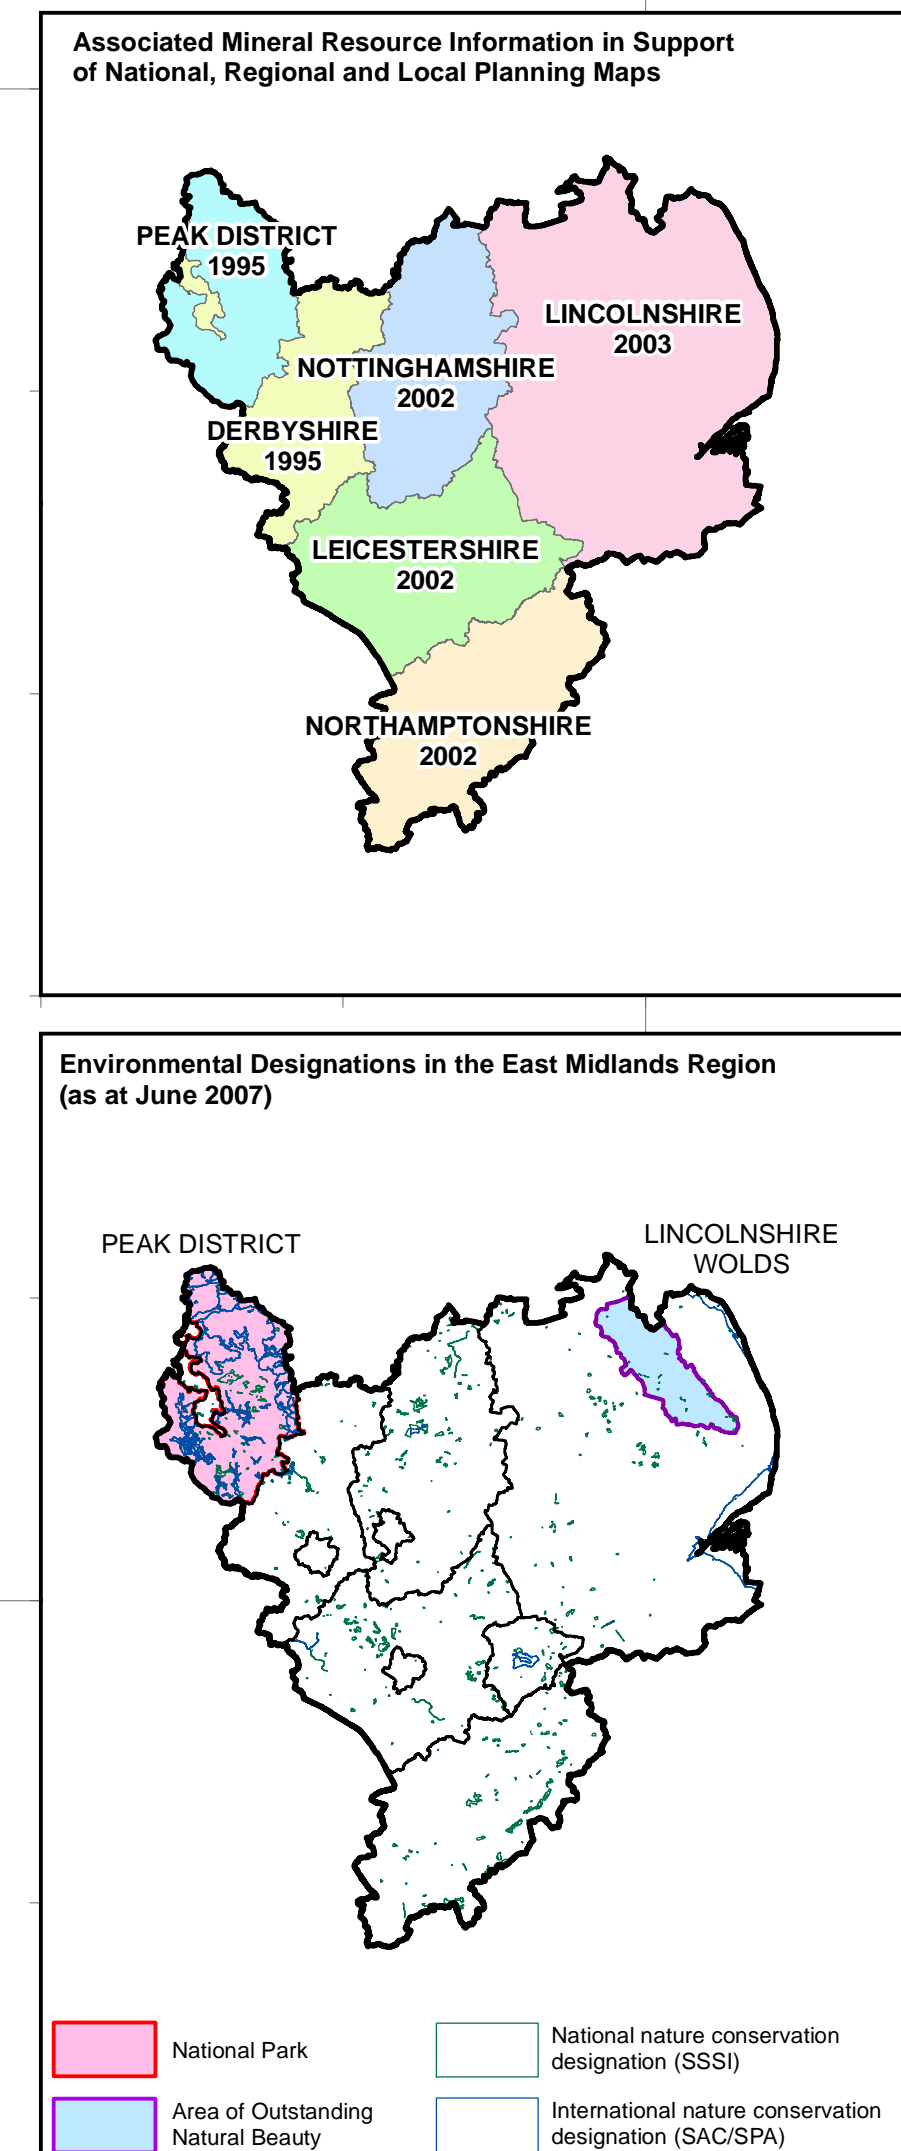 Associated Mineral Resource Information in Support
of National, Regional and Local Planning Maps
PEAK DISTRICT
1995
LINCOLNSHIRE
2003
NOTTINGHAMSHIRE
2002
DERBYSHIRE
1995
LEICESTERSHIRE
2002
NORTHAMPTONSHIRE
2002
Environmental Designations in the East Midlands Region
(as at June 2007)
PEAK DISTRICT
LINCOLNSHIRE
WOLDS
National Park
National nature conservation
designation (SSSI)
Area of Outstanding
Natural Beauty
International nature conservation
designation (SAC/SPA)